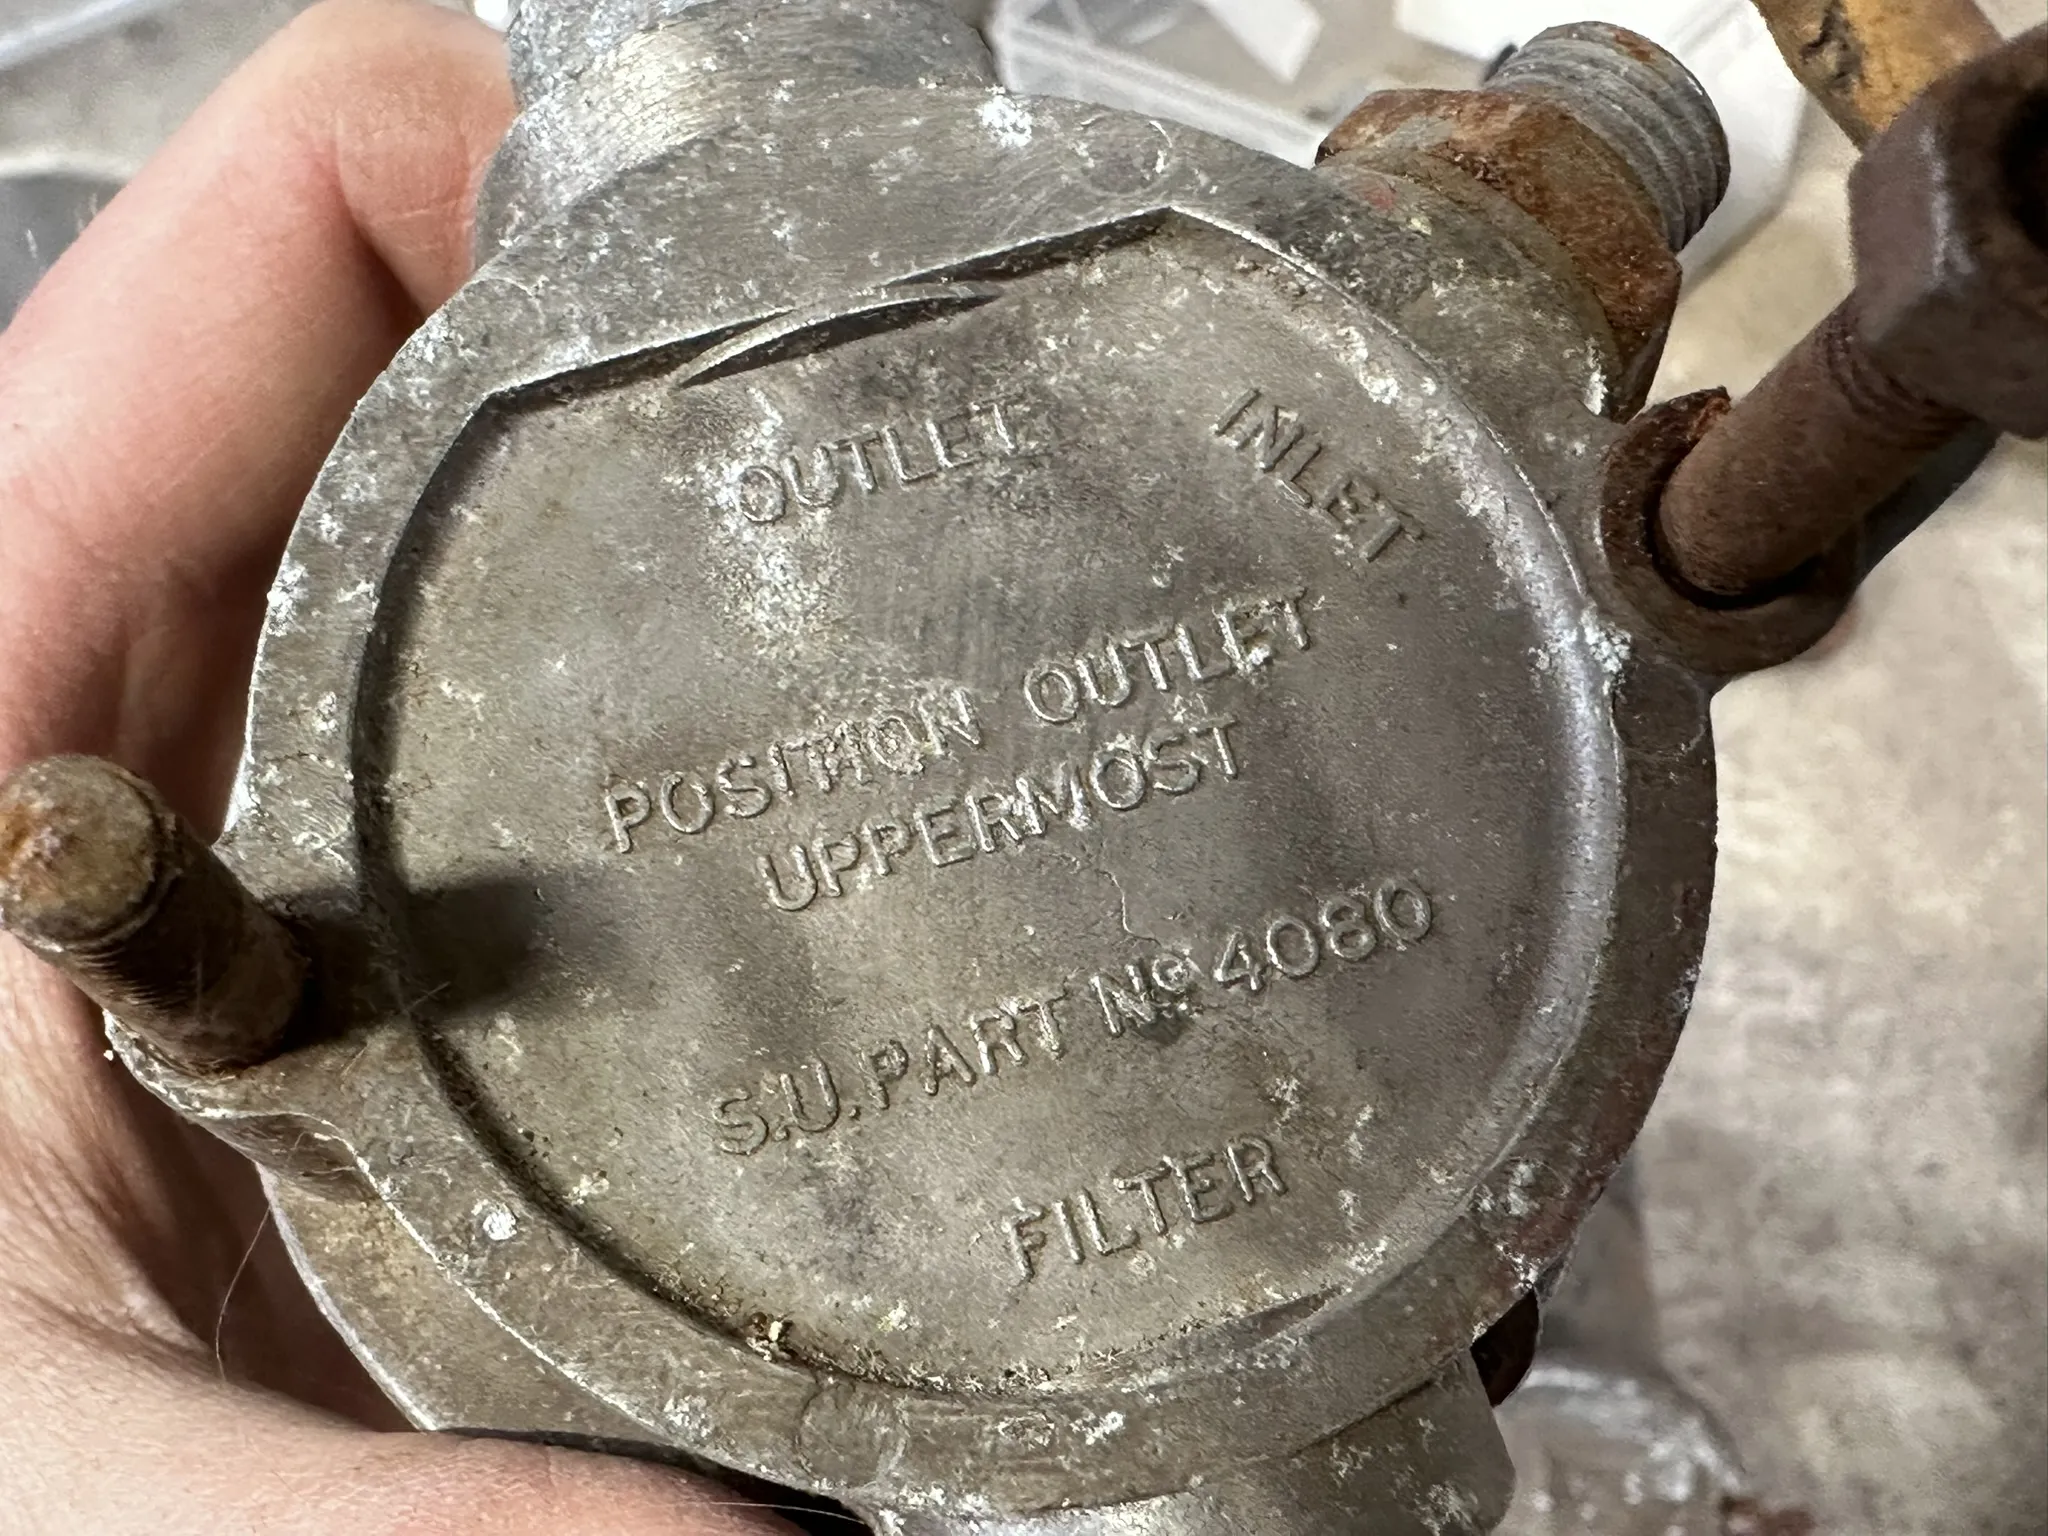 OUTLET
INLET
POSITION OUTLET
UPPERMOST
S.U. PART Nº 4080
FILTER